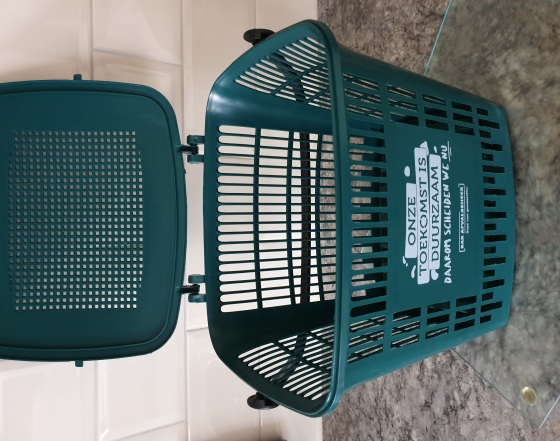 ONZE
TOEKOMST IS
DUURZAAM
DAAROM SCHEIDEN WE NU